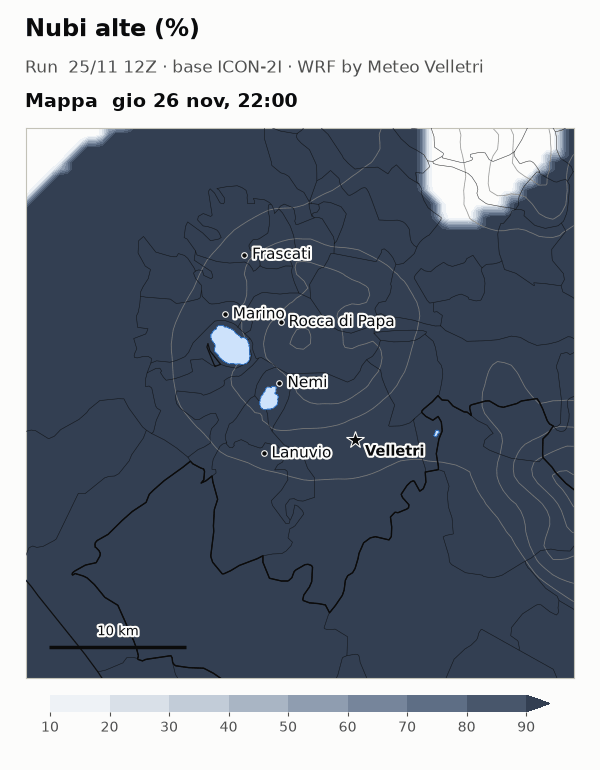 Nubi alte (%)
Run  25/11 12Z · base ICON-2I · WRF by Meteo Velletri
Mappa  gio 26 nov, 22:00
Frascati
Marino
Rocca di Papa
Nemi
Velletri
Lanuvio
10 km
10 20 30 40 50 60 70 80 90